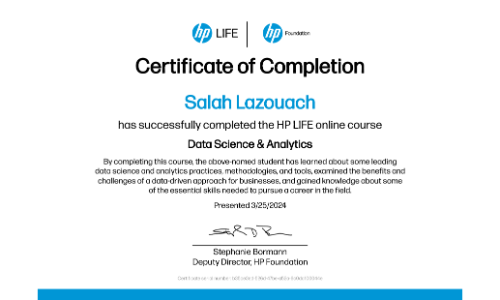 hp LIFE | hp Foundation
Certificate of Completion
Salah Lazouach
has successfully completed the HP LIFE online course
Data Science & Analytics
By completing this course, the above-named student has learned about some leading
data science and analytics practices, methodologies, and tools, examined the benefits and
challenges of a data-driven approach for businesses, and gained knowledge about some
of the essential skills needed to pursue a career in the field.
Presented 3/25/2024
Stephanie Bormann
Deputy Director, HP Foundation